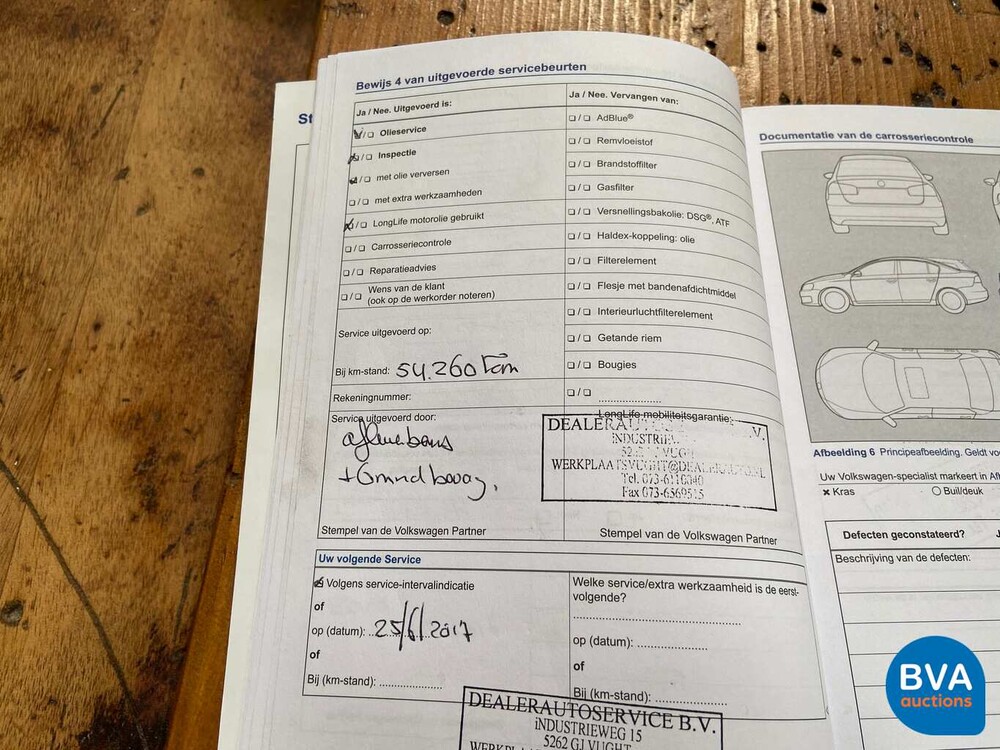 St
Bewijs 4 van uitgevoerde servicebeurten
Ja / Nee. Uitgevoerd is:
❑/❑ Olieservice
❑/❑ Inspectie
❑/❑ met olie verversen
❑/❑ met extra werkzaamheden
❑/❑ LongLife motorolie gebruikt
❑/❑ Carrosseriecontrole
❑/❑ Reparatieadvies
❑/❑ Wens van de klant
(ook op de werkorder noteren)
Service uitgevoerd op:
Bij km-stand: 54.260 km
Rekeningnummer:
Service uitgevoerd door:
Stempel van de Volkswagen Partner
Ja / Nee. Vervangen van:
❑/❑ AdBlue®
❑/❑ Remvloeistof
❑/❑ Brandstoffilter
❑/❑ Gasfilter
❑/❑ Versnellingsbakolie: DSG®, ATF
❑/❑ Haldex-koppeling: olie
❑/❑ Filterelement
❑/❑ Flesje met bandenafdichtmiddel
❑/❑ Interieurluchtfilterelement
❑/❑ Getande riem
❑/❑ Bougies
❑/❑ ......................
LongLife mobiliteitsgarantie:
DEALERAUTO B.V.
INDUSTRIE
VUGH
WERKPLAATSVUGHT@DEALERAUTO.NL
Tel. 073-6110040
Fax 073-6569515
Stempel van de Volkswagen Partner
Uw volgende Service
Volgens service-intervalindicatie
of
op (datum): 25/6/2017
of
Bij (km-stand): ......................
Welke service/extra werkzaamheid is de eerst-
volgende?
op (datum): ......................
of
Bij (km-stand): ......................
DEALERAUTOSERVICE B.V.
INDUSTRIEWEG 15
5262 GJ VUGHT
Documentatie van de carrosseriecontrole
Afbeelding 6 Principeafbeelding. Geldt vo
Uw Volkswagen-specialist markeert in Af
× Kras
○ Buil/deuk
Defecten geconstateerd? J
Beschrijving van de defecten:
BVA
auctions